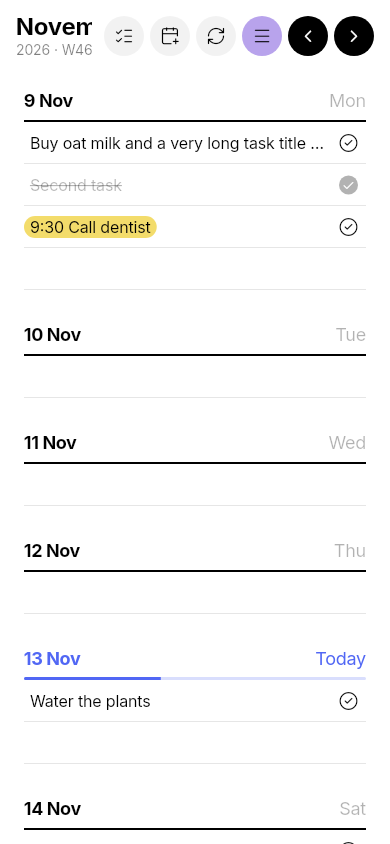 Novem
2026 · W46
9 Nov Mon
Buy oat milk and a very long task title ...
Second task
9:30 Call dentist
10 Nov Tue
11 Nov Wed
12 Nov Thu
13 Nov Today
Water the plants
14 Nov Sat